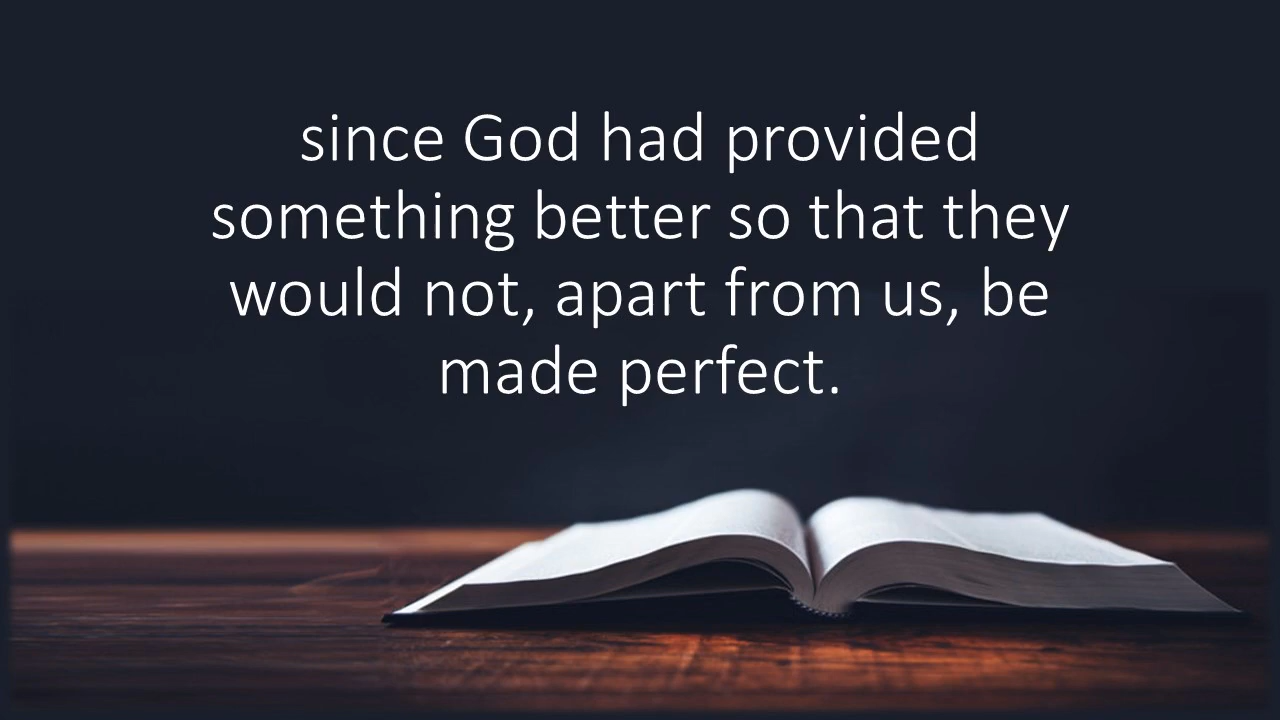 since God had provided
something better so that they
would not, apart from us, be
made perfect.